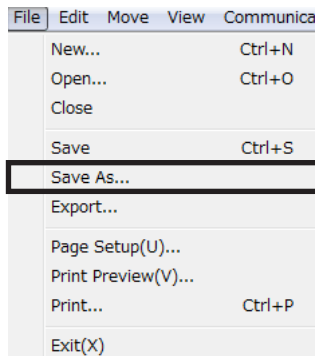 File Edit Move View Communica
New... Ctrl+N
Open... Ctrl+O
Close
Save Ctrl+S
Save As...
Export...
Page Setup(U)...
Print Preview(V)...
Print... Ctrl+P
Exit(X)